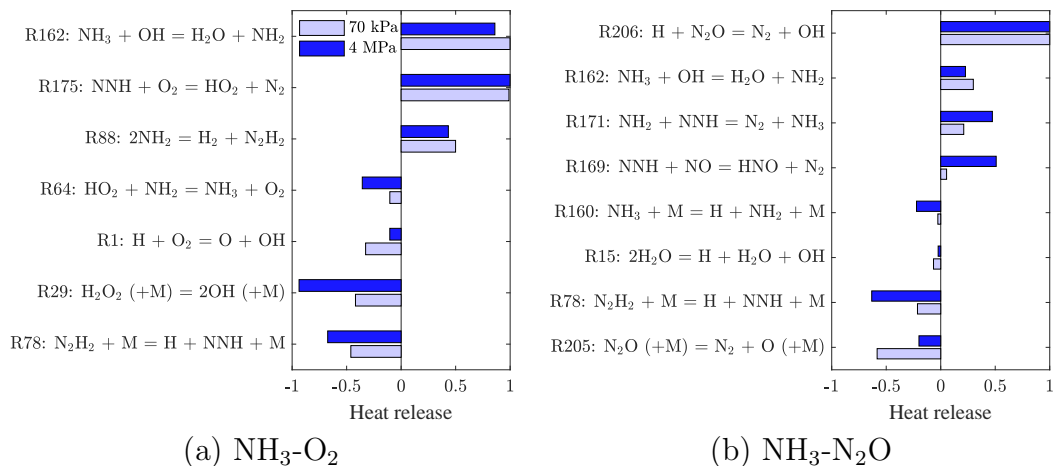 70 kPa
4 MPa
R162: NH₃ + OH = H₂O + NH₂
R175: NNH + O₂ = HO₂ + N₂
R88: 2NH₂ = H₂ + N₂H₂
R64: HO₂ + NH₂ = NH₃ + O₂
R1: H + O₂ = O + OH
R29: H₂O₂ (+M) = 2OH (+M)
R78: N₂H₂ + M = H + NNH + M
-1 -0.5 0 0.5 1
Heat release
(a) NH₃-O₂
R206: H + N₂O = N₂ + OH
R162: NH₃ + OH = H₂O + NH₂
R171: NH₂ + NNH = N₂ + NH₃
R169: NNH + NO = HNO + N₂
R160: NH₃ + M = H + NH₂ + M
R15: 2H₂O = H + H₂O + OH
R78: N₂H₂ + M = H + NNH + M
R205: N₂O (+M) = N₂ + O (+M)
-1 -0.5 0 0.5 1
Heat release
(b) NH₃-N₂O